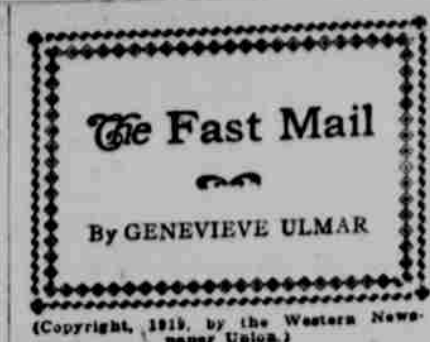 The Fast Mail
By GENEVIEVE ULMAR
(Copyright, 1919, by the Western News-
paper Union.)